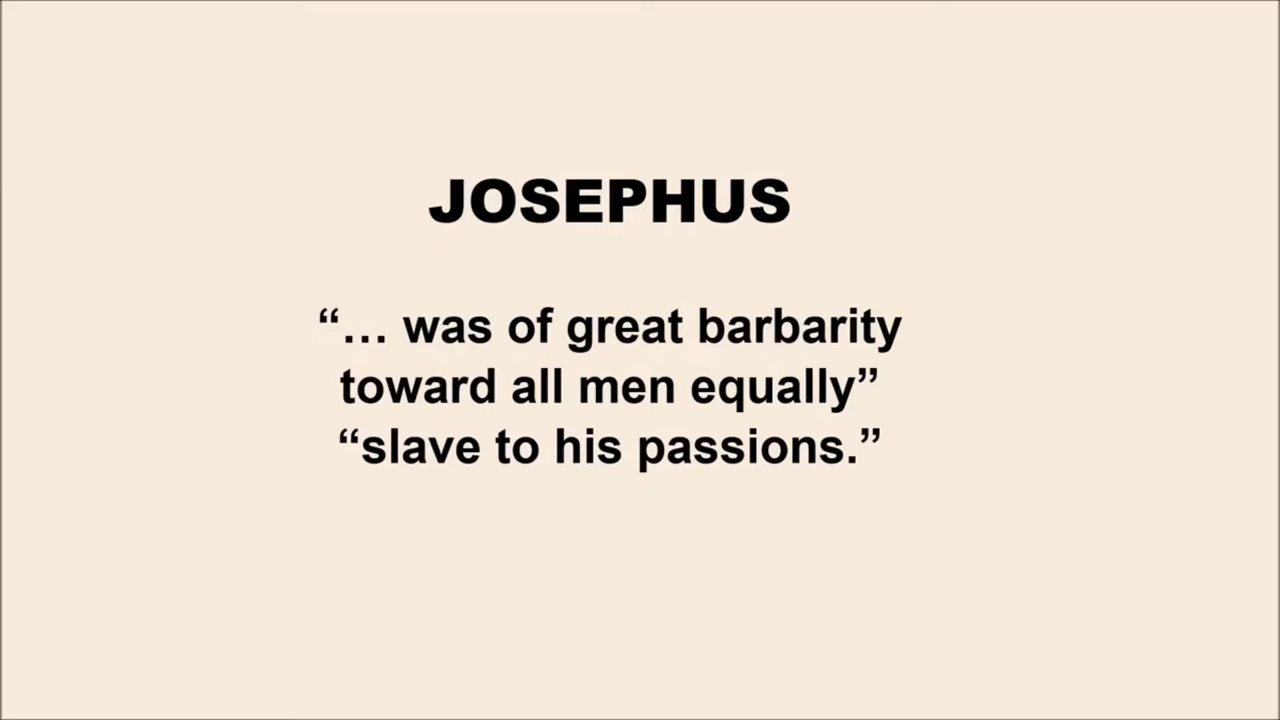 JOSEPHUS
“… was of great barbarity
toward all men equally”
“slave to his passions.”